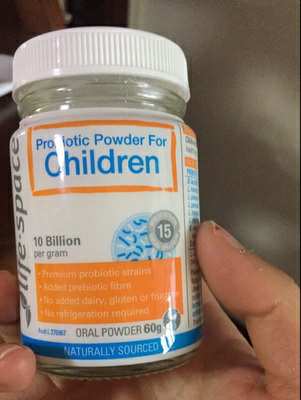 life-space
Probiotic Powder For
Children
10 Billion
per gram
15
•Premium probiotic strains
•Added prebiotic fibre
•No added dairy, gluten or
•No refrigeration required
ORAL POWDER 60g
NATURALLY SOURCED